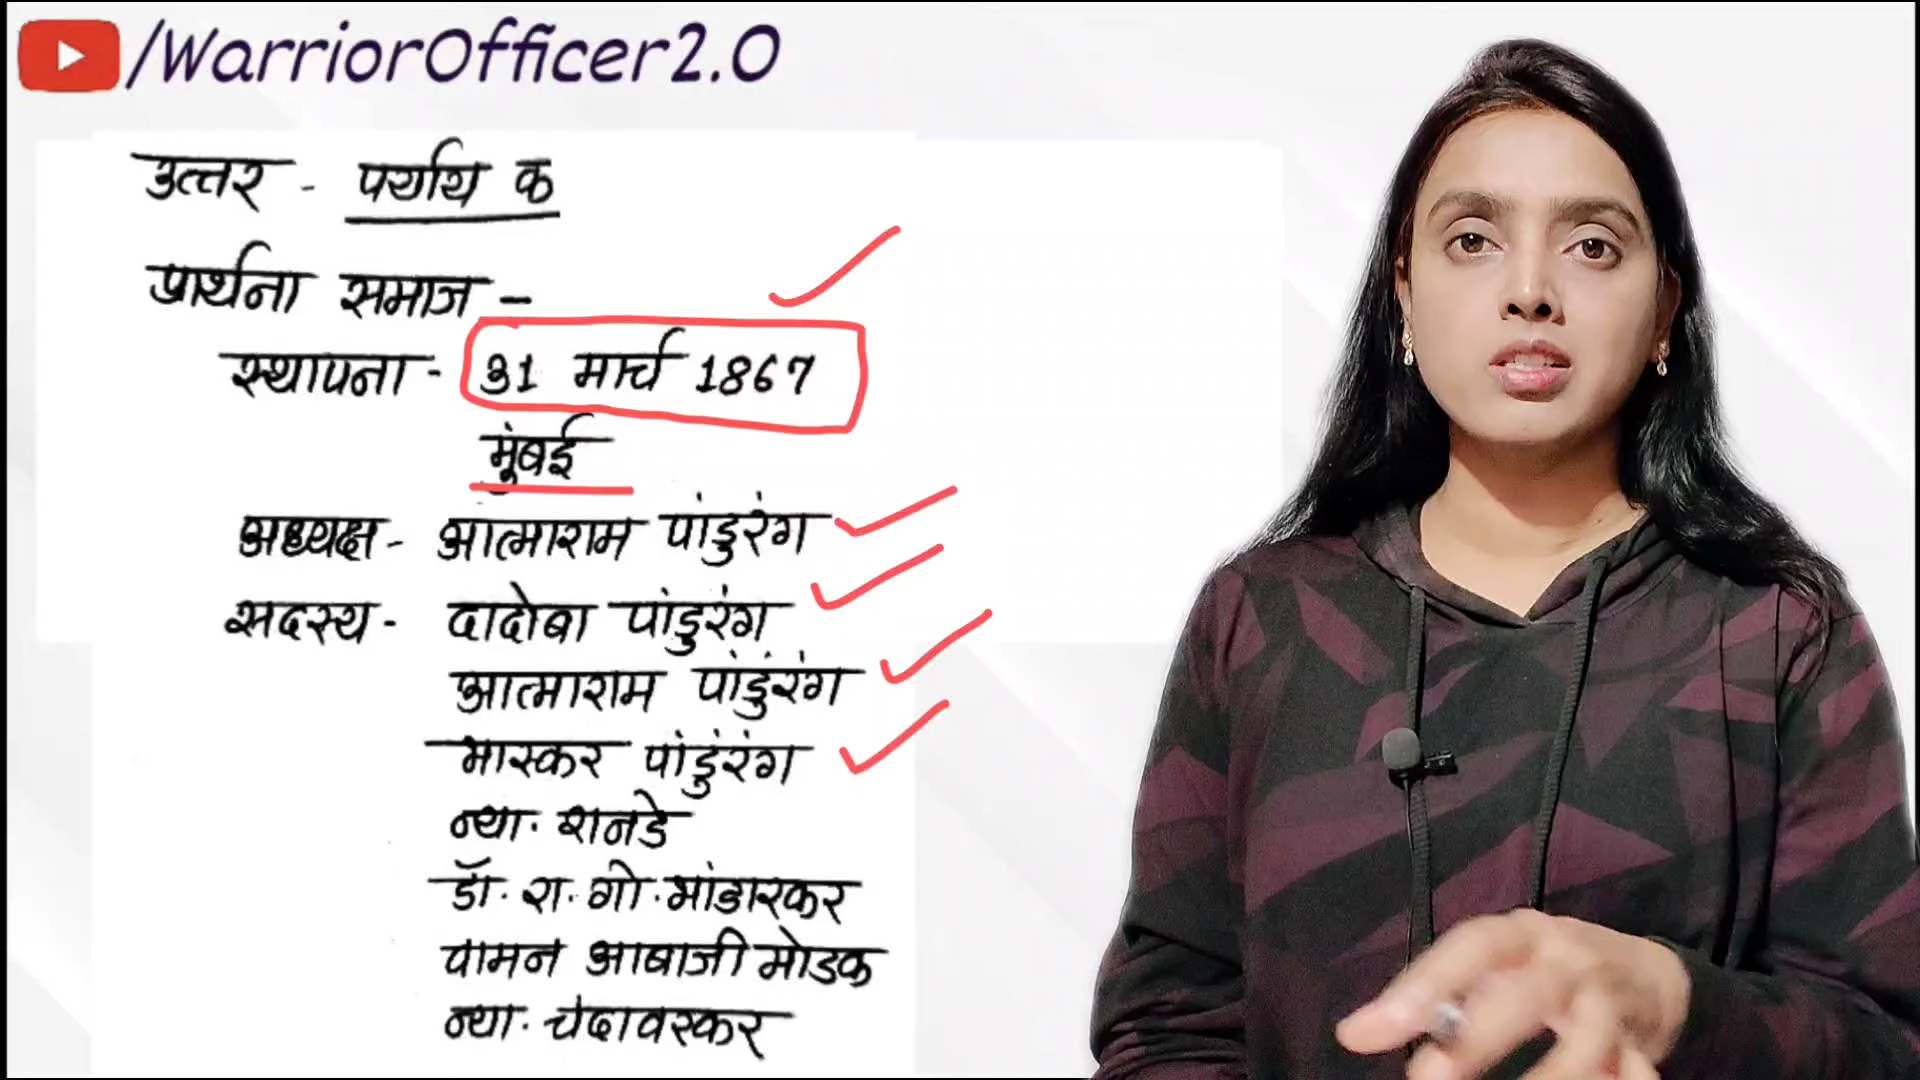 /WarriorOfficer2.0
उत्तर - पर्याय क
प्रार्थना समाज -
स्थापना - 31 मार्च 1867
मुंबई
अध्यक्ष - आत्माराम पांडुरंग
सदस्य - दादोबा पांडुरंग
आत्माराम पांडुरंग
भास्कर पांडुरंग
न्या. रानडे
डॉ. रा. गो. भांडारकर
वामन आबाजी मोडक
न्या. चंदावरकर